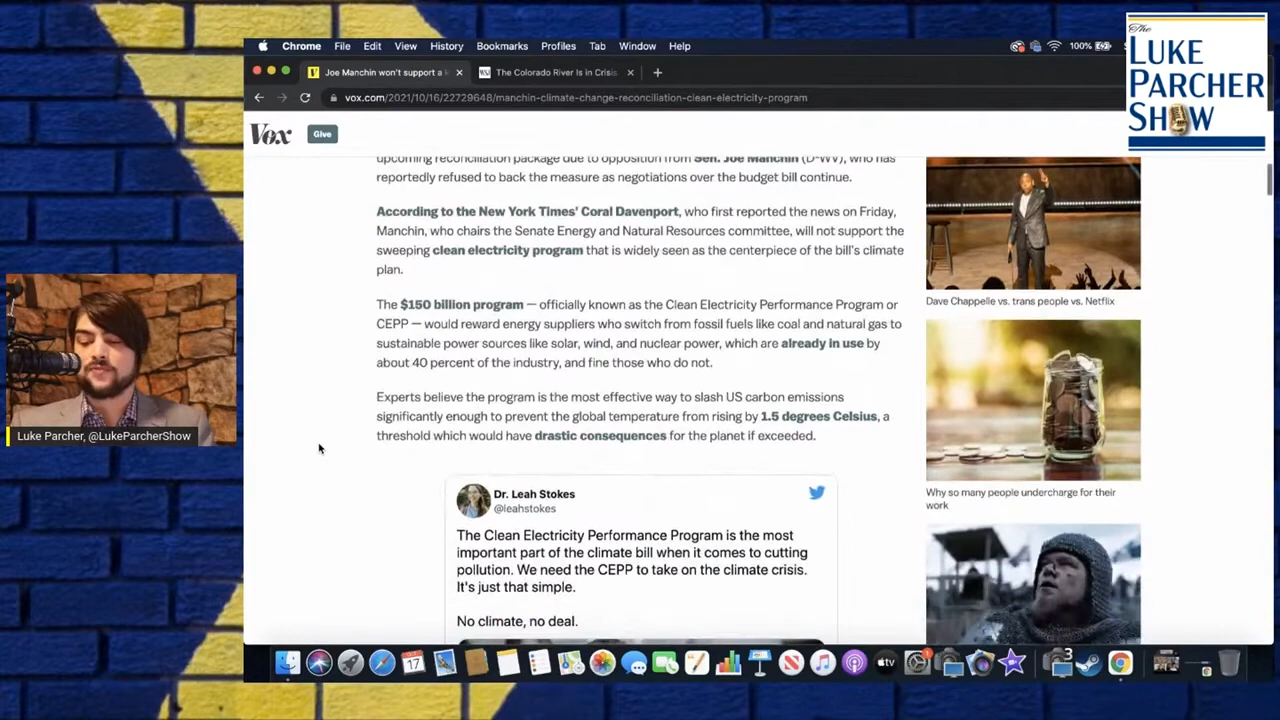 The
LUKE
PARCHER
SHOW
Chrome File Edit View History Bookmarks Profiles Tab Window Help
100%
Joe Manchin won't support a
The Colorado River Is in Crisis
vox.com/2021/10/16/22729648/manchin-climate-change-reconciliation-clean-electricity-program
Vox
Give
upcoming reconciliation package due to opposition from Sen. Joe Manchin (D-WV), who has
reportedly refused to back the measure as negotiations over the budget bill continue.
According to the New York Times' Coral Davenport, who first reported the news on Friday,
Manchin, who chairs the Senate Energy and Natural Resources committee, will not support the
sweeping clean electricity program that is widely seen as the centerpiece of the bill's climate
plan.
The $150 billion program — officially known as the Clean Electricity Performance Program or
CEPP — would reward energy suppliers who switch from fossil fuels like coal and natural gas to
sustainable power sources like solar, wind, and nuclear power, which are already in use by
about 40 percent of the industry, and fine those who do not.
Experts believe the program is the most effective way to slash US carbon emissions
significantly enough to prevent the global temperature from rising by 1.5 degrees Celsius, a
threshold which would have drastic consequences for the planet if exceeded.
Dr. Leah Stokes
@leahstokes
The Clean Electricity Performance Program is the most
important part of the climate bill when it comes to cutting
pollution. We need the CEPP to take on the climate crisis.
It's just that simple.
No climate, no deal.
Dave Chappelle vs. trans people vs. Netflix
Why so many people undercharge for their
work
Luke Parcher, @LukeParcherShow
OCT
17
tv
1
3